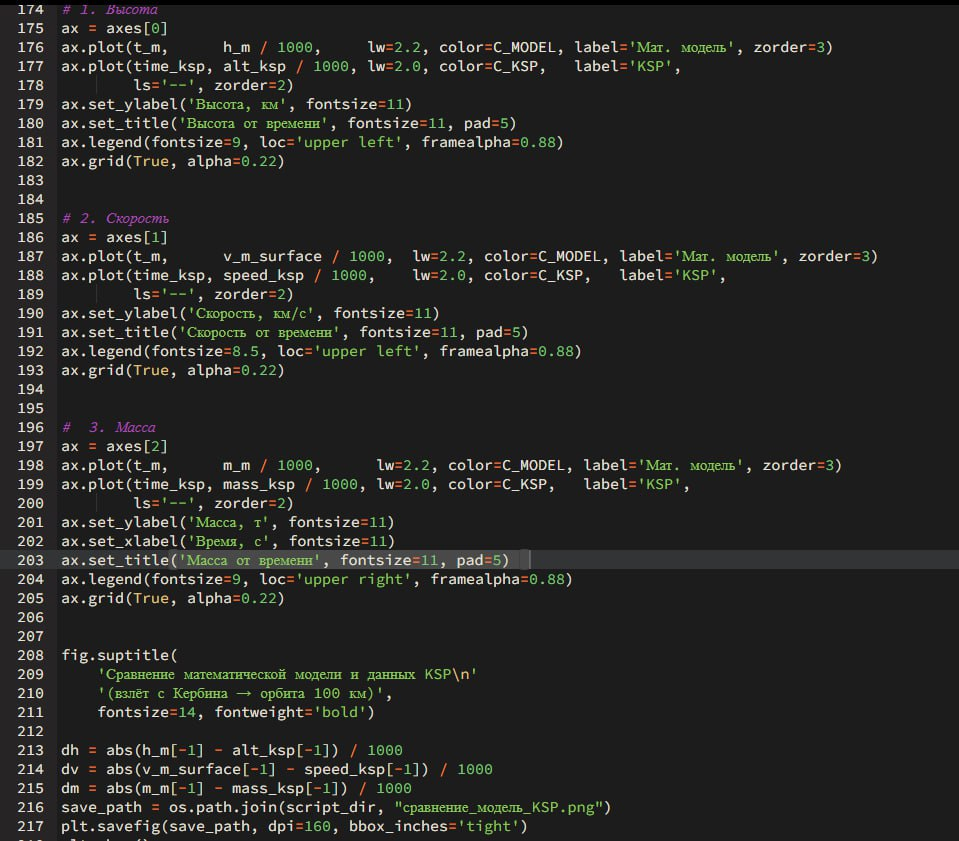 174 # 1. Высота
175 ax = axes[0]
176 ax.plot(t_m, h_m / 1000, lw=2.2, color=C_MODEL, label='Мат. модель', zorder=3)
177 ax.plot(time_ksp, alt_ksp / 1000, lw=2.0, color=C_KSP, label='KSP',
178 ls='--', zorder=2)
179 ax.set_ylabel('Высота, км', fontsize=11)
180 ax.set_title('Высота от времени', fontsize=11, pad=5)
181 ax.legend(fontsize=9, loc='upper left', framealpha=0.88)
182 ax.grid(True, alpha=0.22)
183
184
185 # 2. Скорость
186 ax = axes[1]
187 ax.plot(t_m, v_m_surface / 1000, lw=2.2, color=C_MODEL, label='Мат. модель', zorder=3)
188 ax.plot(time_ksp, speed_ksp / 1000, lw=2.0, color=C_KSP, label='KSP',
189 ls='--', zorder=2)
190 ax.set_ylabel('Скорость, км/с', fontsize=11)
191 ax.set_title('Скорость от времени', fontsize=11, pad=5)
192 ax.legend(fontsize=8.5, loc='upper left', framealpha=0.88)
193 ax.grid(True, alpha=0.22)
194
195
196 # 3. Масса
197 ax = axes[2]
198 ax.plot(t_m, m_m / 1000, lw=2.2, color=C_MODEL, label='Мат. модель', zorder=3)
199 ax.plot(time_ksp, mass_ksp / 1000, lw=2.0, color=C_KSP, label='KSP',
200 ls='--', zorder=2)
201 ax.set_ylabel('Масса, т', fontsize=11)
202 ax.set_xlabel('Время, с', fontsize=11)
203 ax.set_title('Масса от времени', fontsize=11, pad=5)
204 ax.legend(fontsize=9, loc='upper right', framealpha=0.88)
205 ax.grid(True, alpha=0.22)
206
207
208 fig.suptitle(
209 'Сравнение математической модели и данных KSP\n'
210 '(взлёт с Кербина → орбита 100 км)',
211 fontsize=14, fontweight='bold')
212
213 dh = abs(h_m[-1] - alt_ksp[-1]) / 1000
214 dv = abs(v_m_surface[-1] - speed_ksp[-1]) / 1000
215 dm = abs(m_m[-1] - mass_ksp[-1]) / 1000
216 save_path = os.path.join(script_dir, "сравнение_модель_KSP.png")
217 plt.savefig(save_path, dpi=160, bbox_inches='tight')